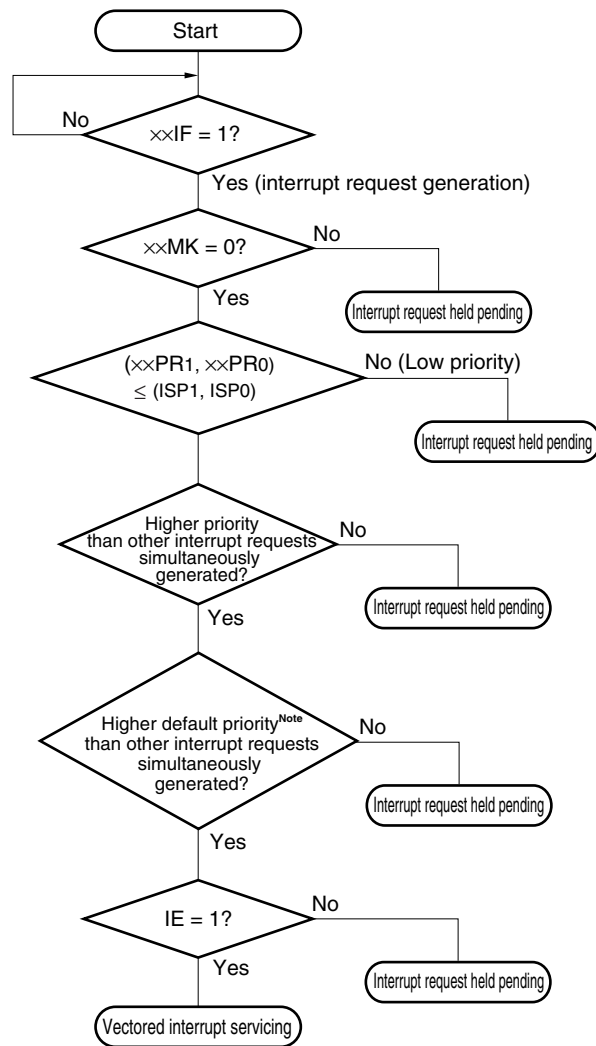 Start
No
××IF = 1?
Yes (interrupt request generation)
××MK = 0?
No
Yes
Interrupt request held pending
(××PR1, ××PR0)
≤ (ISP1, ISP0)
No (Low priority)
Interrupt request held pending
Higher priority
than other interrupt requests
simultaneously
generated?
No
Interrupt request held pending
Yes
Higher default priority Note
than other interrupt requests
simultaneously
generated?
No
Interrupt request held pending
Yes
IE = 1?
No
Yes
Interrupt request held pending
Vectored interrupt servicing